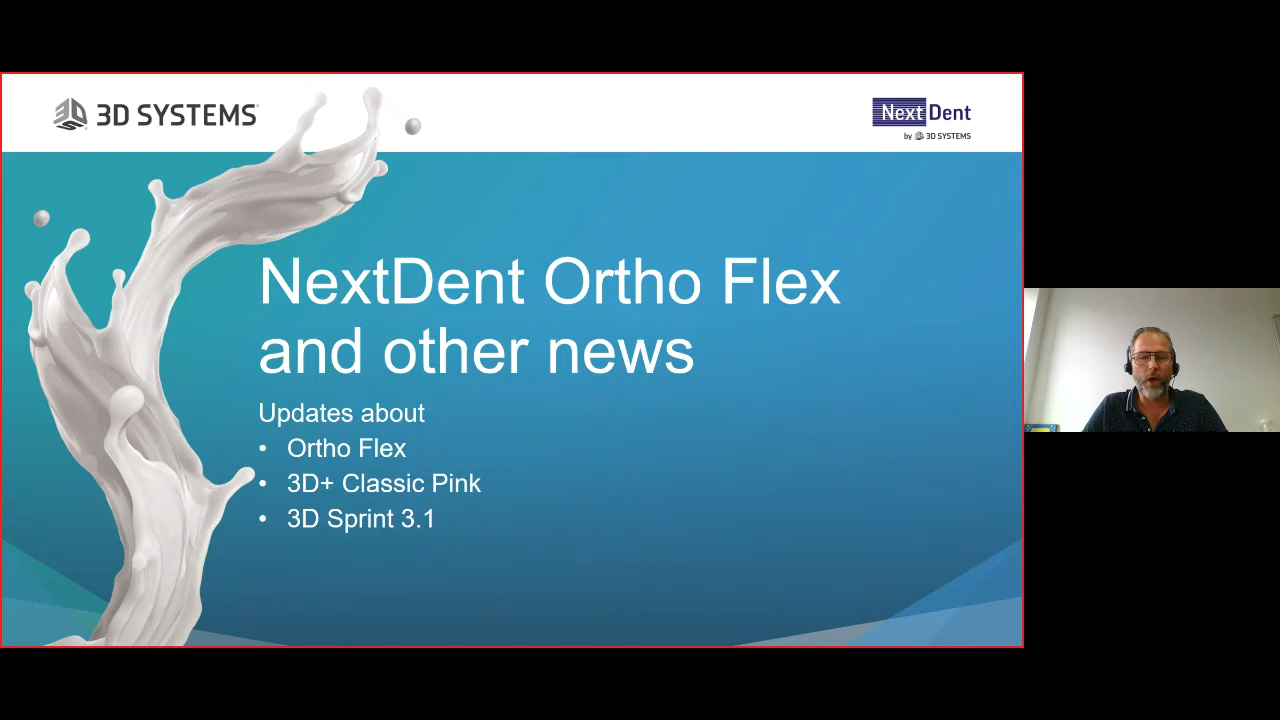 3D SYSTEMS
NextDent
by 3D SYSTEMS
NextDent Ortho Flex
and other news
Updates about
• Ortho Flex
• 3D+ Classic Pink
• 3D Sprint 3.1